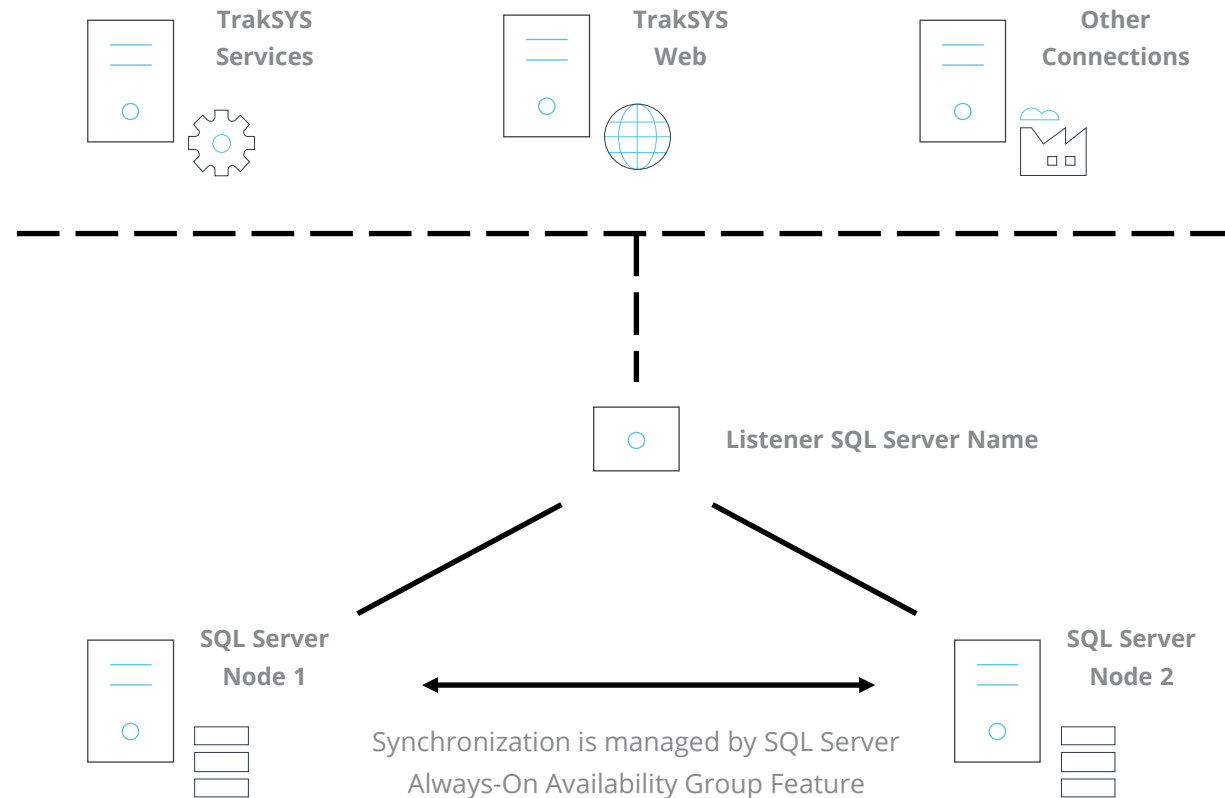 TrakSYS
Services
TrakSYS
Web
Other
Connections
Listener SQL Server Name
SQL Server
Node 1
SQL Server
Node 2
Synchronization is managed by SQL Server
Always-On Availability Group Feature